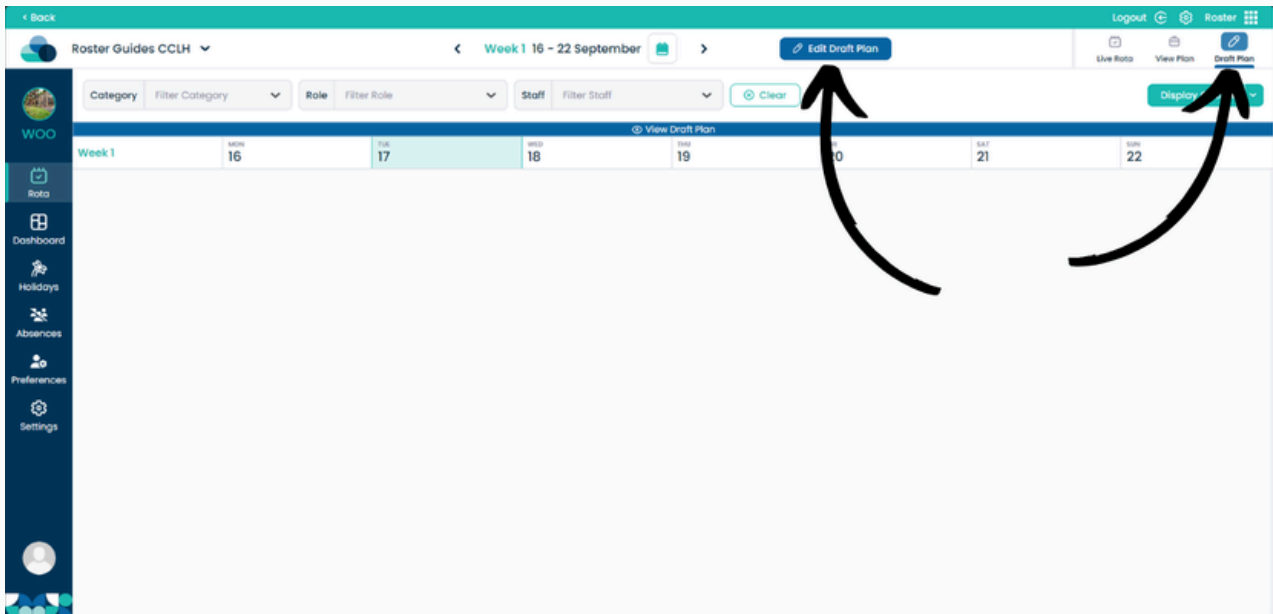 < Back
Logout
Roster
Roster Guides CCLH
Week 1 16 - 22 September
Edit Draft Plan
Live Rota
View Plan
Draft Plan
Category Filter Category
Role Filter Role
Staff Filter Staff
Clear
Display
WOO
View Draft Plan
Week 1
MON
16
TUE
17
WED
18
THU
19
20
SAT
21
SUN
22
Rota
Dashboard
Holidays
Absences
Preferences
Settings